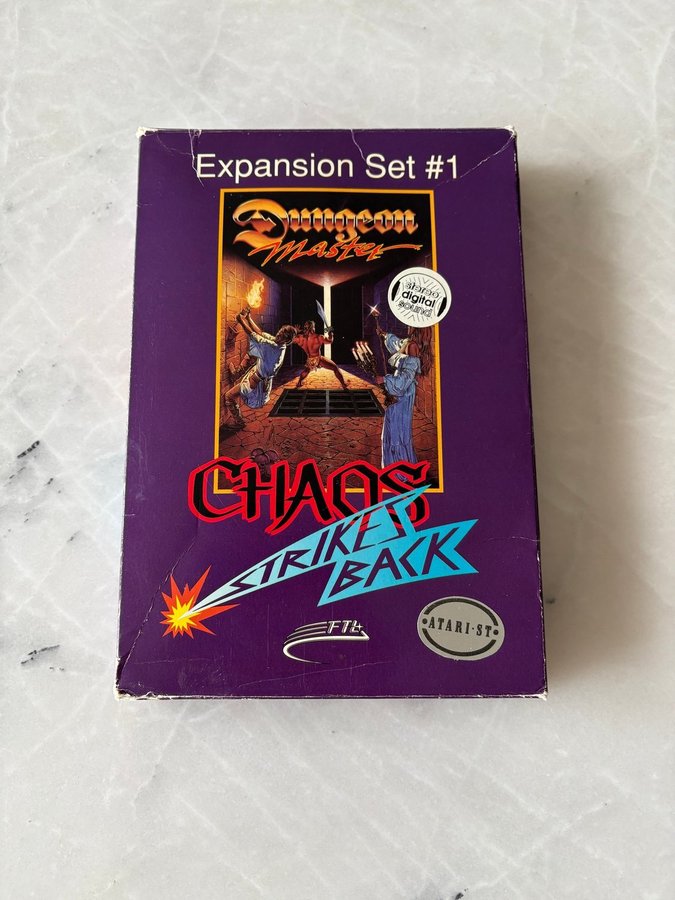 Expansion Set #1
Dungeon
Master
stereo
digital
sound
CHAOS
STRIKES
BACK
FTL
ATARI·ST